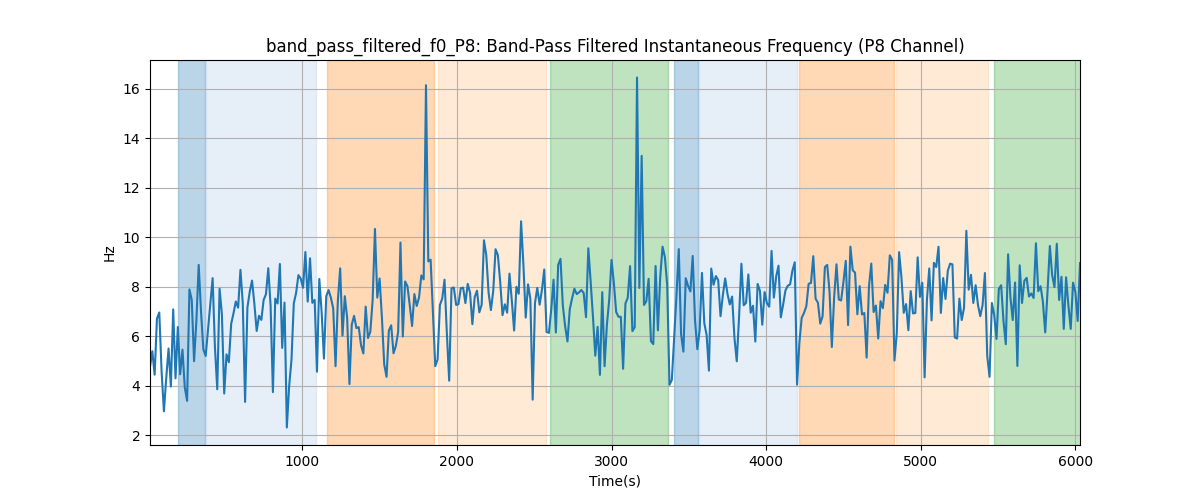 band_pass_filtered_f0_P8: Band-Pass Filtered Instantaneous Frequency (P8 Channel)
16
14
12
10
8
6
4
2
Hz
1000 2000 3000 4000 5000 6000
Time(s)